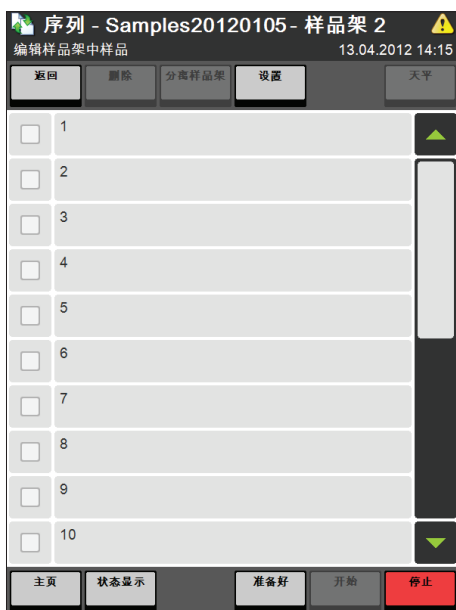 序列 - Samples20120105- 样品架 2
编辑样品架中样品 13.04.2012 14:15
返回 删除 分离样品架 设置 天平
1
2
3
4
5
6
7
8
9
10
主页 状态显示 准备好 开始 停止